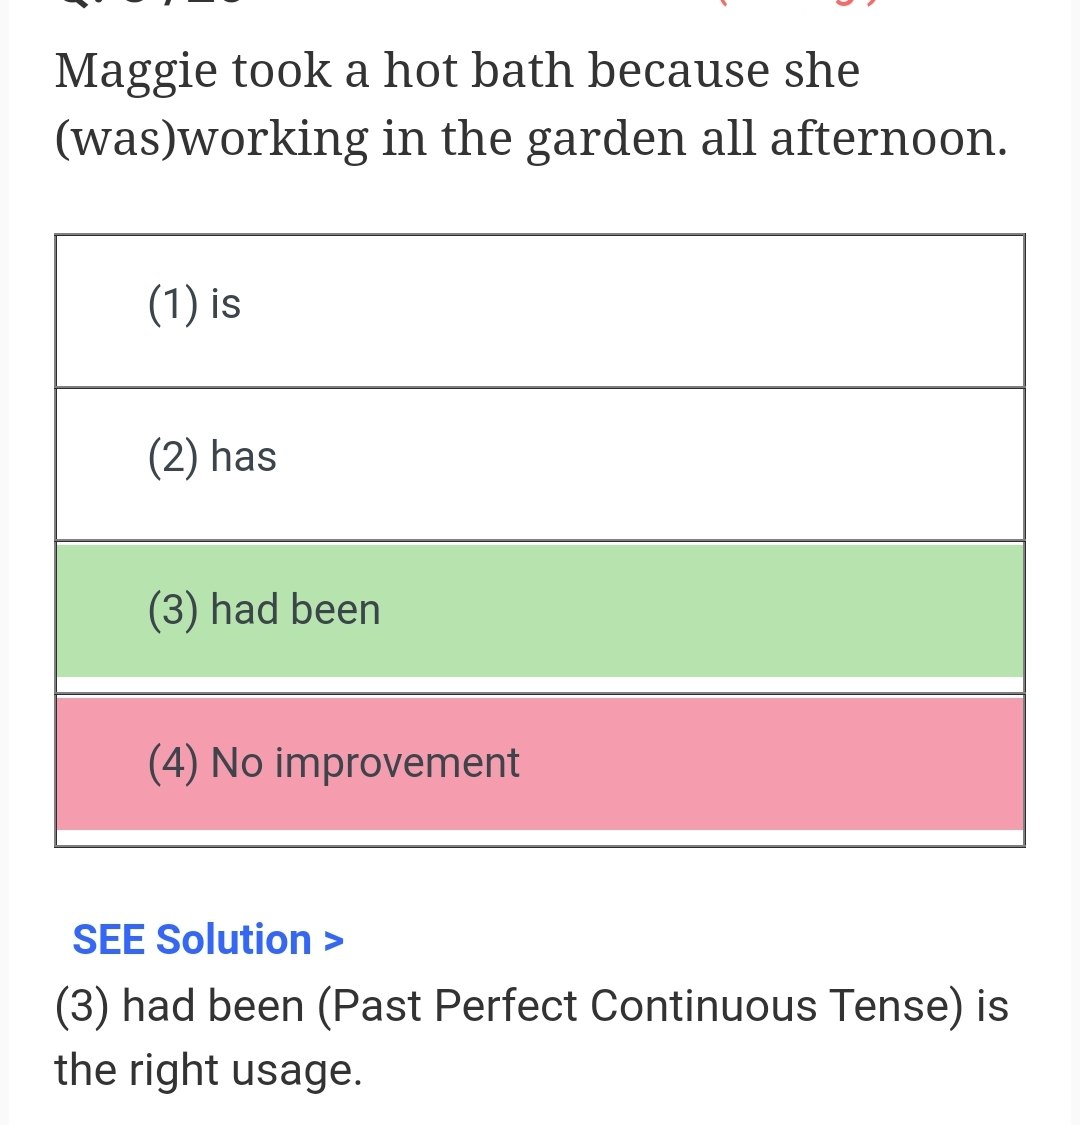 Maggie took a hot bath because she
(was)working in the garden all afternoon.
(1) is
(2) has
(3) had been
(4) No improvement
SEE Solution >
(3) had been (Past Perfect Continuous Tense) is
the right usage.